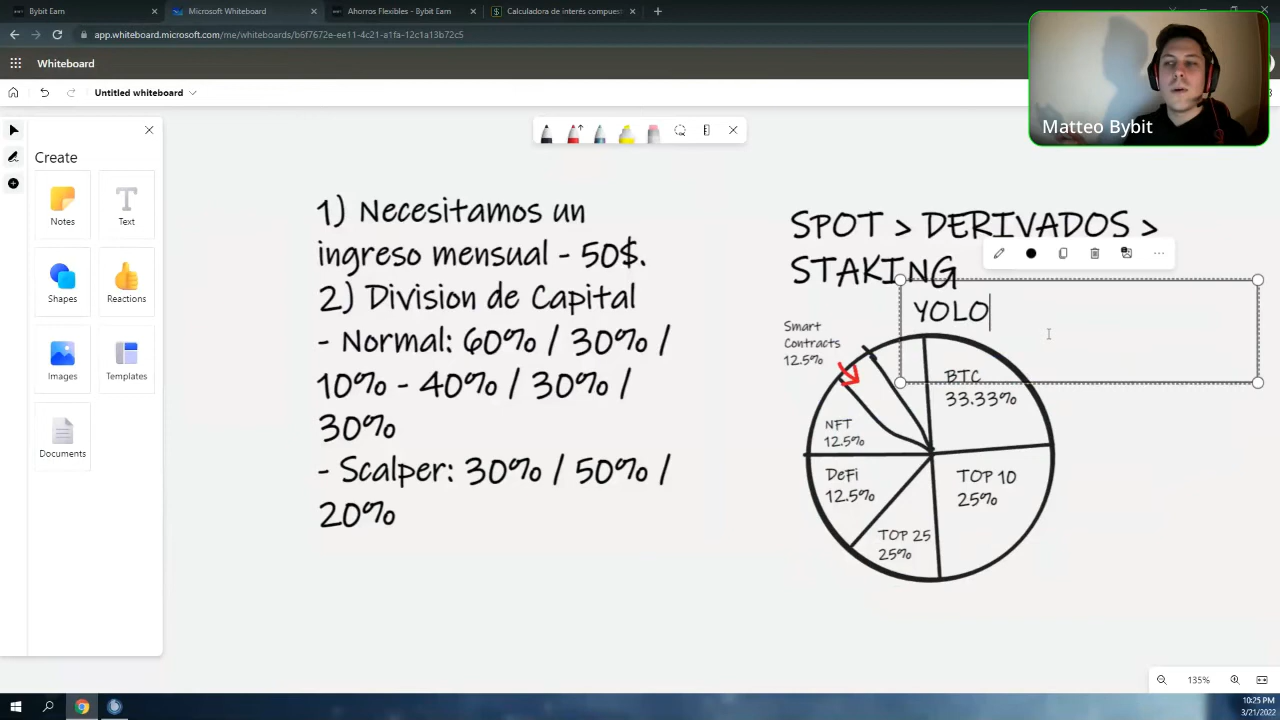 Bybit Earn
Microsoft Whiteboard
Ahorros Flexibles - Bybit Earn
Calculadora de interés compues
app.whiteboard.microsoft.com/me/whiteboards/b6f7672e-ee11-4c21-a1fa-12c1a13b72c5
Whiteboard
Untitled whiteboard
Matteo Bybit
Create
Notes
Text
Shapes
Reactions
Images
Templates
Documents
1) Necesitamos un
ingreso mensual - 50$.
2) Division de Capital
- Normal: 60% / 30% /
10% - 40% / 30% /
30%
- Scalper: 30% / 50% /
20%
SPOT > DERIVADOS >
STAKING
YOLO
Smart
Contracts
12.5%
BTC
33.33%
NFT
12.5%
DeFi
12.5%
TOP 10
25%
TOP 25
25%
135%
10:25 PM
3/21/2022